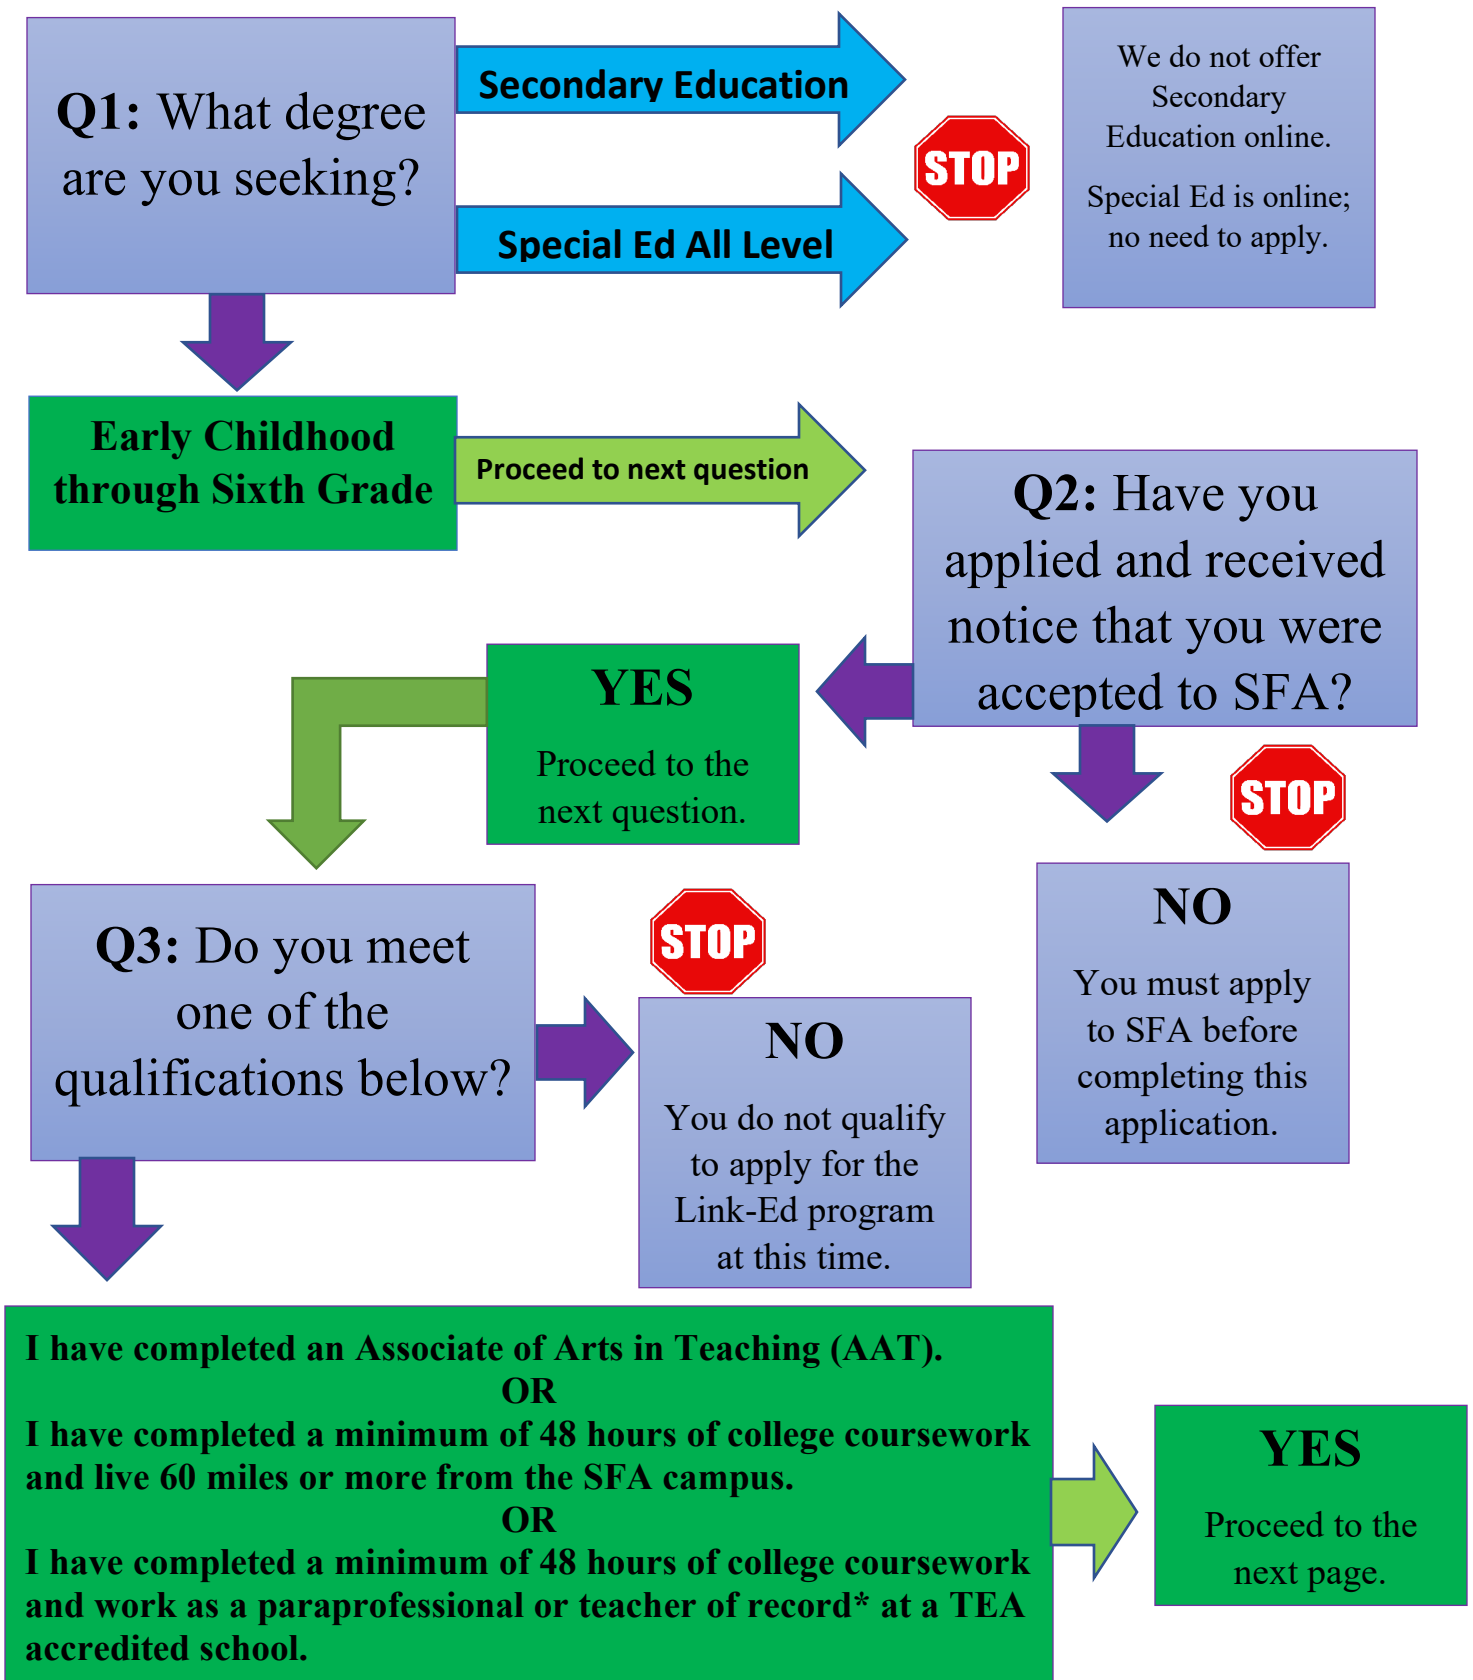 Q1: What degree
are you seeking?
Secondary Education
Special Ed All Level
STOP
We do not offer
Secondary
Education online.
Special Ed is online;
no need to apply.
Early Childhood
through Sixth Grade
Proceed to next question
Q2: Have you
applied and received
notice that you were
accepted to SFA?
YES
Proceed to the
next question.
STOP
NO
You must apply
to SFA before
completing this
application.
Q3: Do you meet
one of the
qualifications below?
STOP
NO
You do not qualify
to apply for the
Link-Ed program
at this time.
I have completed an Associate of Arts in Teaching (AAT).
OR
I have completed a minimum of 48 hours of college coursework
and live 60 miles or more from the SFA campus.
OR
I have completed a minimum of 48 hours of college coursework
and work as a paraprofessional or teacher of record* at a TEA
accredited school.
YES
Proceed to the
next page.